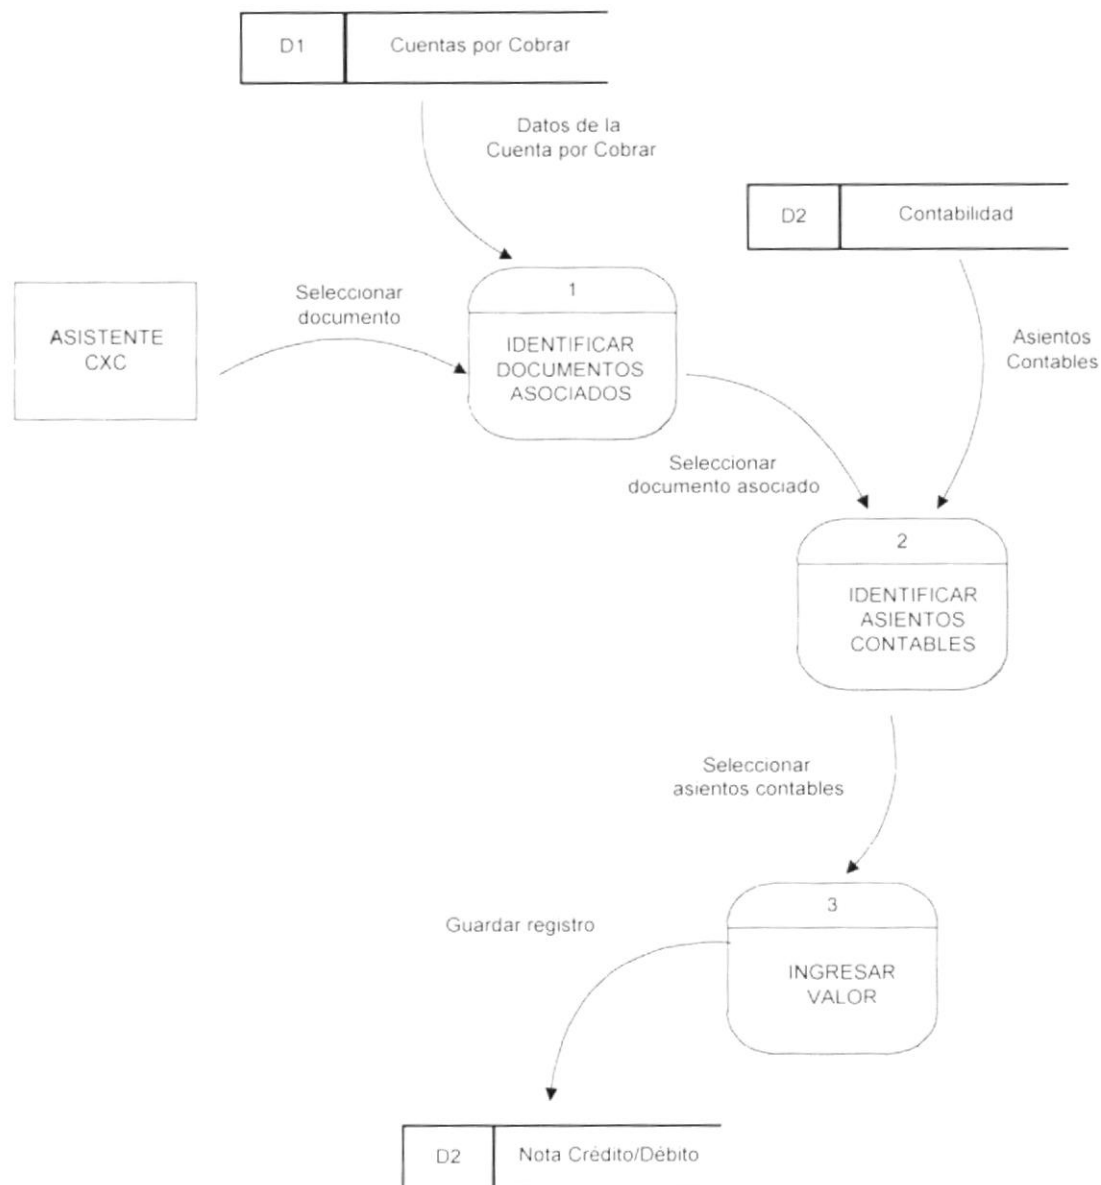 D1
Cuentas por Cobrar
Datos de la
Cuenta por Cobrar
D2
Contabilidad
Seleccionar
documento
ASISTENTE
CXC
1
IDENTIFICAR
DOCUMENTOS
ASOCIADOS
Asientos
Contables
Seleccionar
documento asociado
2
IDENTIFICAR
ASIENTOS
CONTABLES
Seleccionar
asientos contables
3
INGRESAR
VALOR
Guardar registro
D2
Nota Crédito/Débito